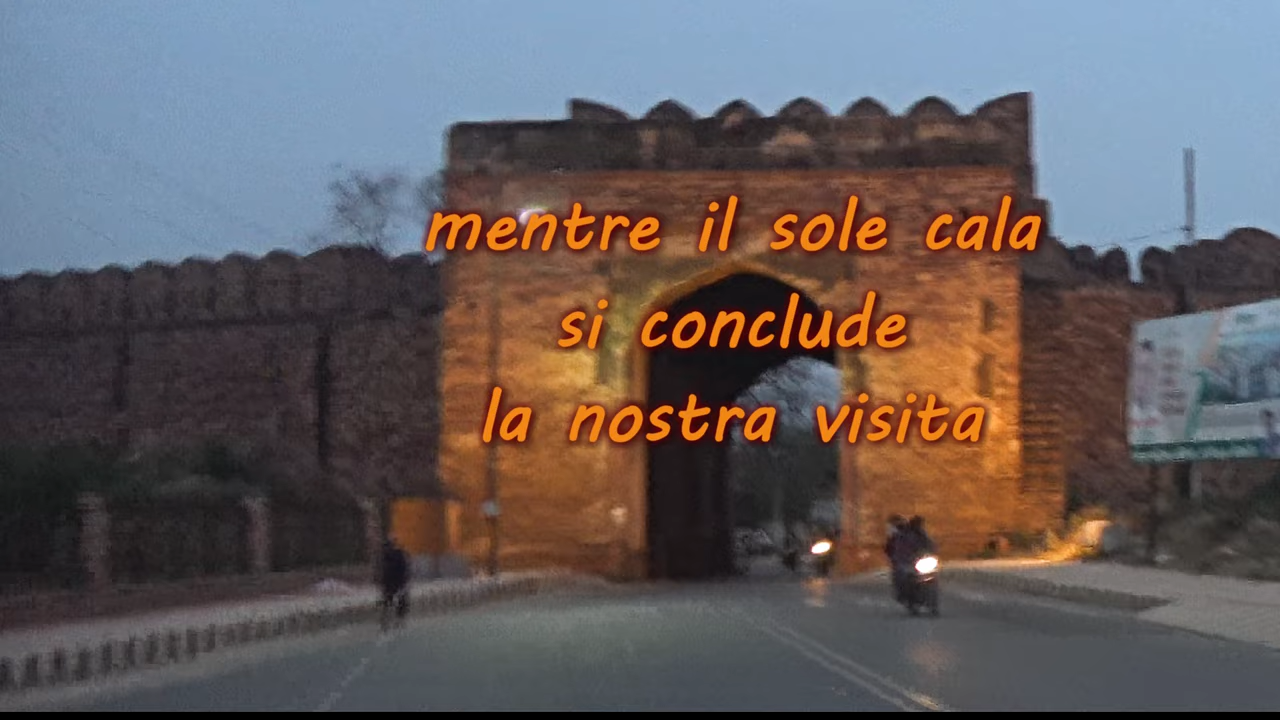 mentre il sole cala
si conclude
la nostra visita